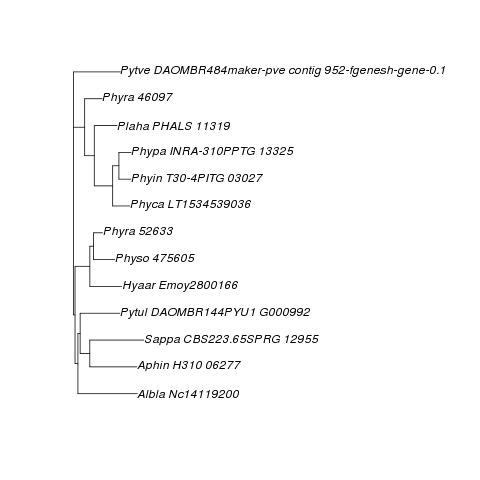 Pytve DAOMBR484maker-pve contig 952-fgenesh-gene-0.1
Phyra 46097
Plaha PHALS 11319
Phypa INRA-310PPTG 13325
Phyin T30-4PITG 03027
Phyca LT1534539036
Phyra 52633
Physo 475605
Hyaar Emoy2800166
Pytul DAOMBR144PYU1 G000992
Sappa CBS223.65SPRG 12955
Aphin H310 06277
Albla Nc14119200